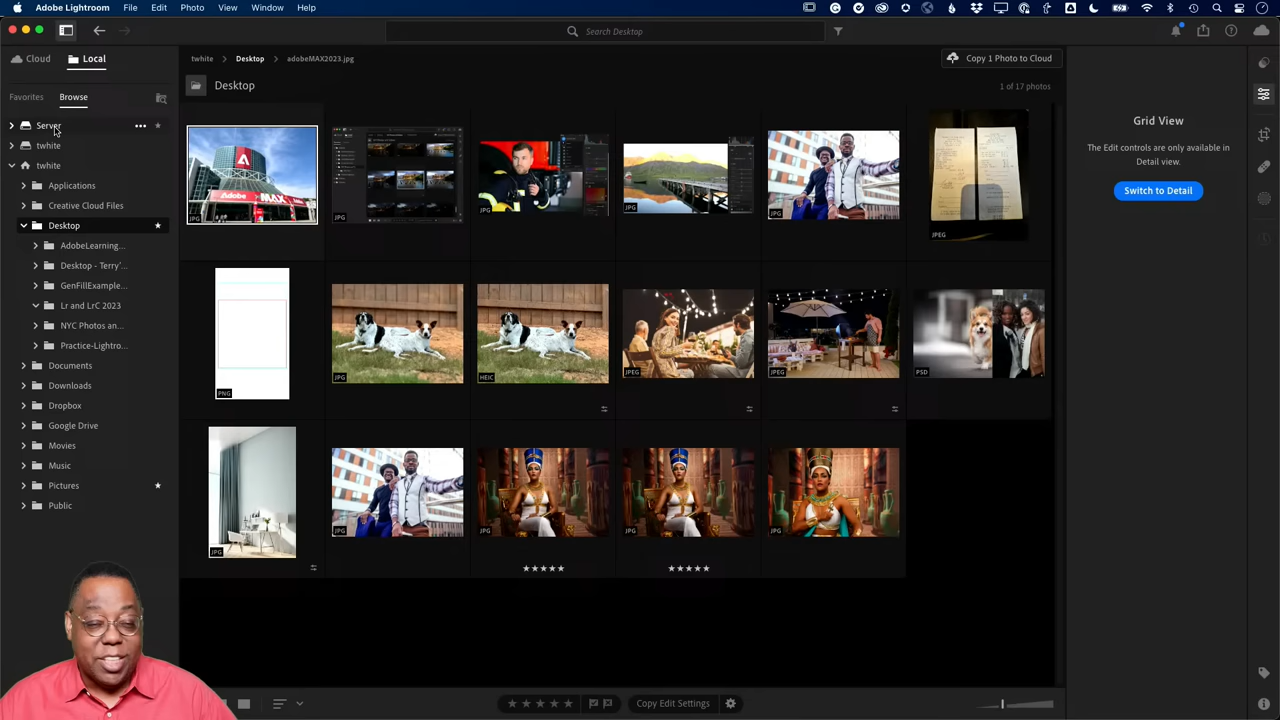 Adobe Lightroom File Edit Photo View Window Help
Search Desktop
Cloud Local
twhite Desktop adobeMAX2023.jpg
Copy 1 Photo to Cloud
Favorites Browse
Desktop
1 of 17 photos
Server
twhite
twhite
Applications
Creative Cloud Files
Desktop
AdobeLearning...
Desktop - Terry'...
GenFillExample...
Lr and LrC 2023
NYC Photos an...
Practice-Lightro...
Documents
Downloads
Dropbox
Google Drive
Movies
Music
Pictures
Public
Adobe MAX
JPG
JPG
JPG
JPG
JPEG
PNG
JPG
HEIC
JPEG
JPEG
PSD
JPG
JPG
JPG
JPG
JPG
Grid View
The Edit controls are only available in
Detail view.
Switch to Detail
Copy Edit Settings